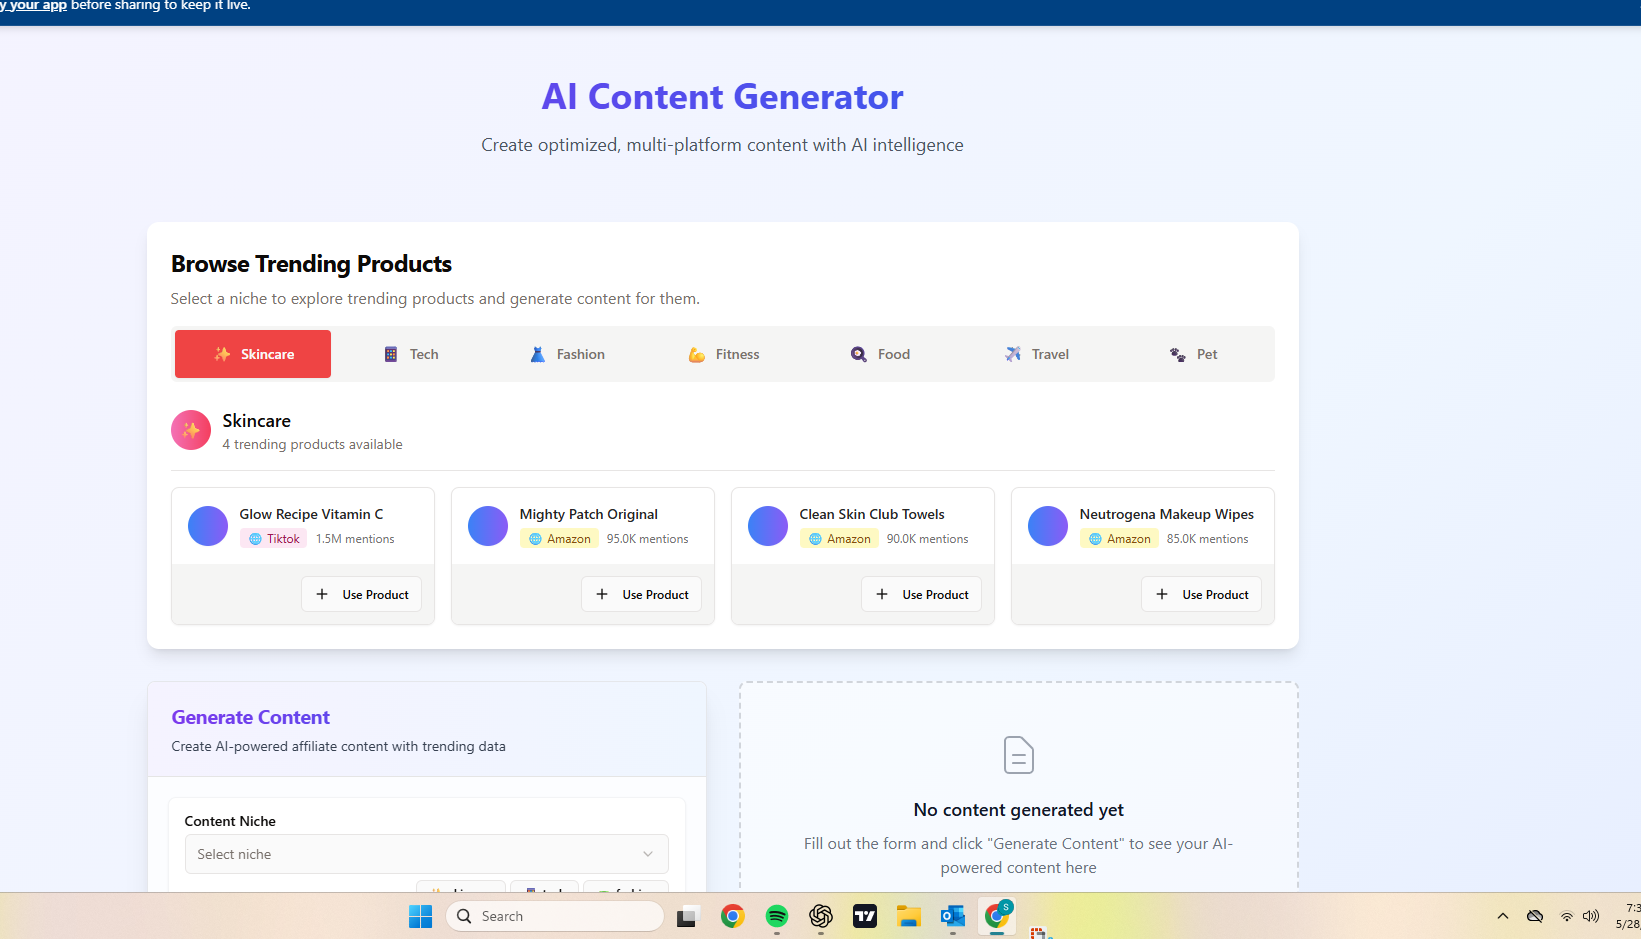 y your app before sharing to keep it live.
AI Content Generator
Create optimized, multi-platform content with AI intelligence
Browse Trending Products
Select a niche to explore trending products and generate content for them.
Skincare Tech Fashion Fitness Food Travel Pet
Skincare
4 trending products available
Glow Recipe Vitamin C
Tiktok 1.5M mentions
Use Product
Mighty Patch Original
Amazon 95.0K mentions
Use Product
Clean Skin Club Towels
Amazon 90.0K mentions
Use Product
Neutrogena Makeup Wipes
Amazon 85.0K mentions
Use Product
Generate Content
Create AI-powered affiliate content with trending data
Content Niche
Select niche
No content generated yet
Fill out the form and click "Generate Content" to see your AI-
powered content here
Search
S
7:3
5/28